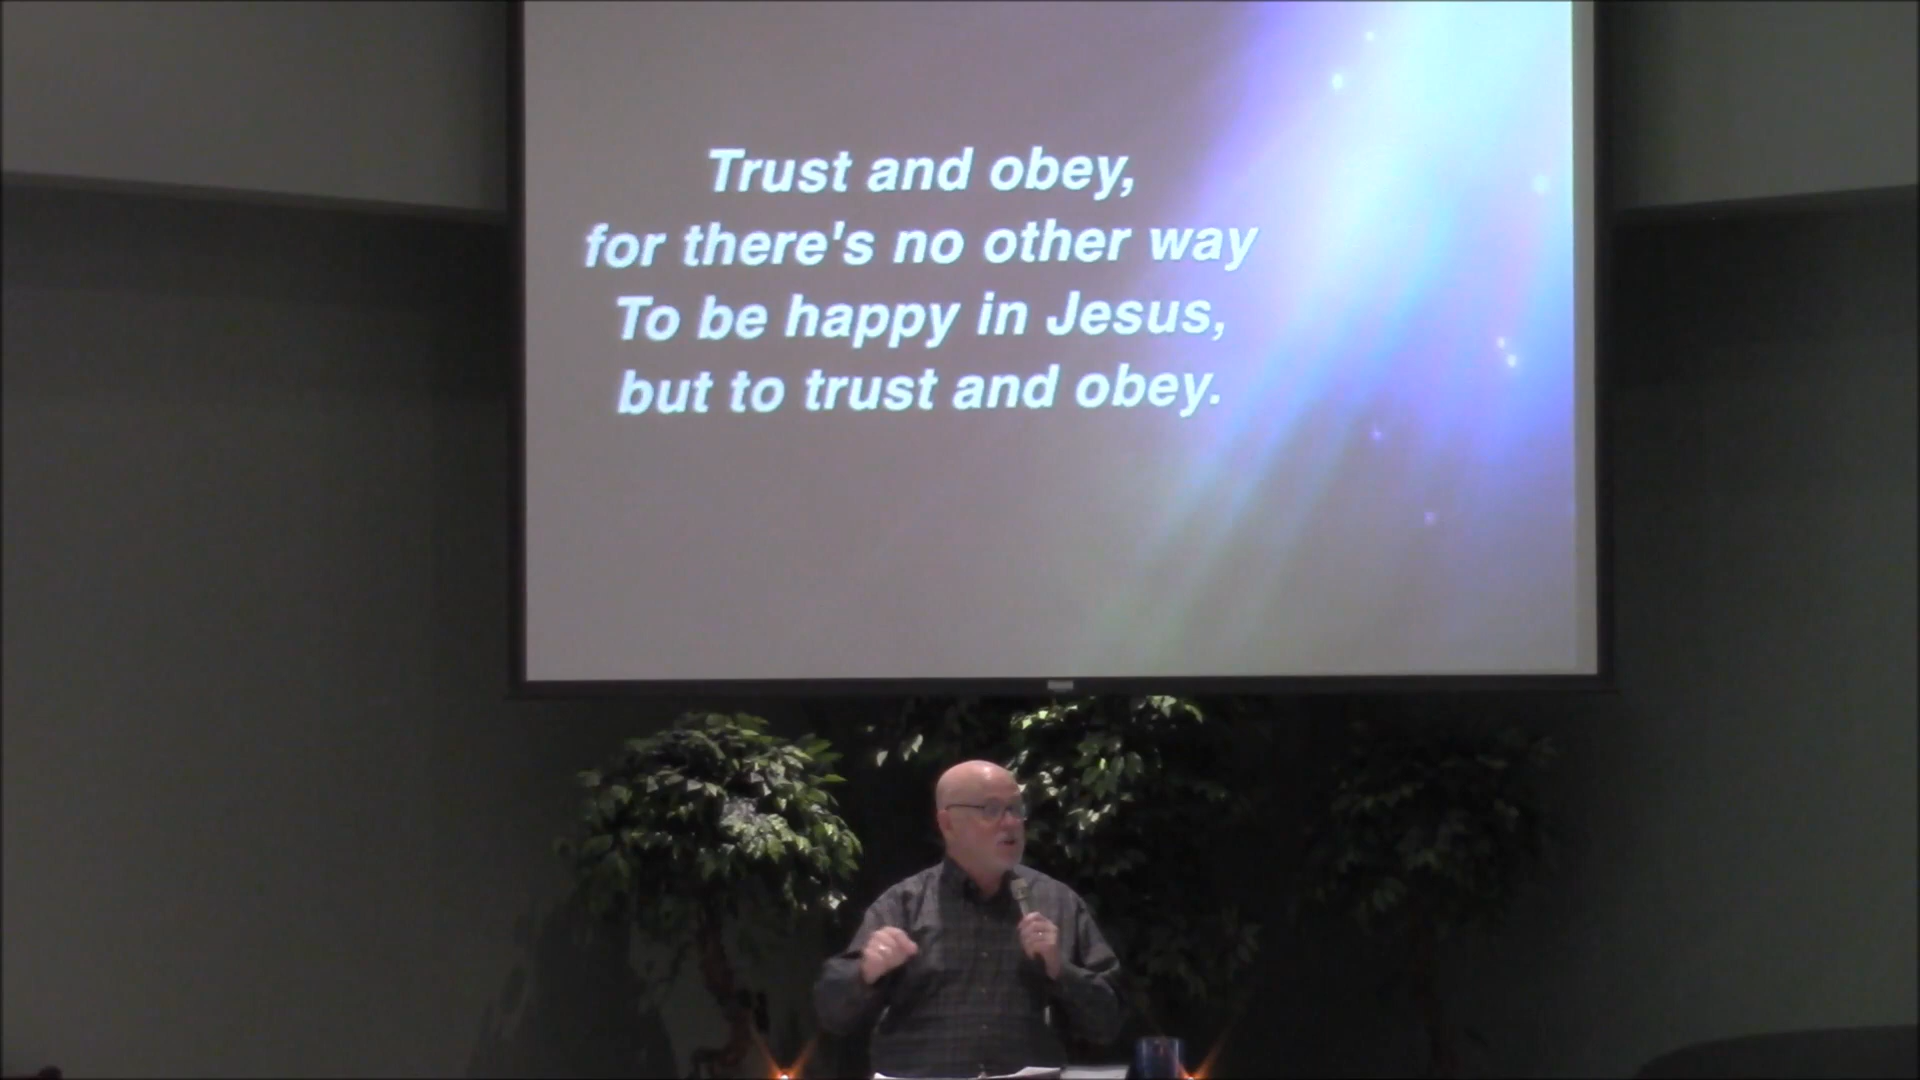 Trust and obey,
for there's no other way
To be happy in Jesus,
but to trust and obey.